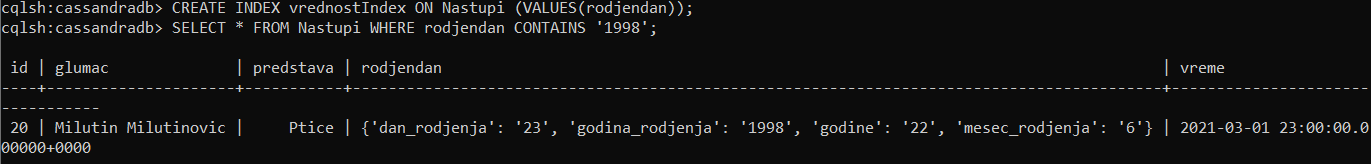 cqlsh:cassandradb> CREATE INDEX vrednostIndex ON Nastupi (VALUES(rodjendan));
cqlsh:cassandradb> SELECT * FROM Nastupi WHERE rodjendan CONTAINS '1998';
 id | glumac              | predstava | rodjendan                                                                                 | vreme
----+---------------------+-----------+-------------------------------------------------------------------------------------------+----------------------
-----------
 20 | Milutin Milutinovic |     Ptice | {'dan_rodjenja': '23', 'godina_rodjenja': '1998', 'godine': '22', 'mesec_rodjenja': '6'} | 2021-03-01 23:00:00.0
00000+0000